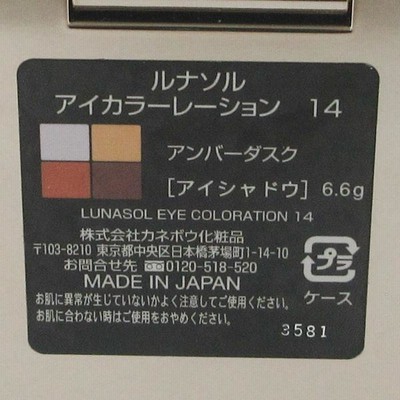 ルナソル
アイカラーレーション 14
アンバーダスク
[アイシャドウ] 6.6g
LUNASOL EYE COLORATION 14
株式会社カネボウ化粧品
〒103-8210 東京都中央区日本橋茅場町1-14-10
お問合せ先 0120-518-520
MADE IN JAPAN
お肌に異常が生じていないかよく注意してご使用ください。
お肌に合わない時はご使用をおやめください。
プラ
ケース
3581